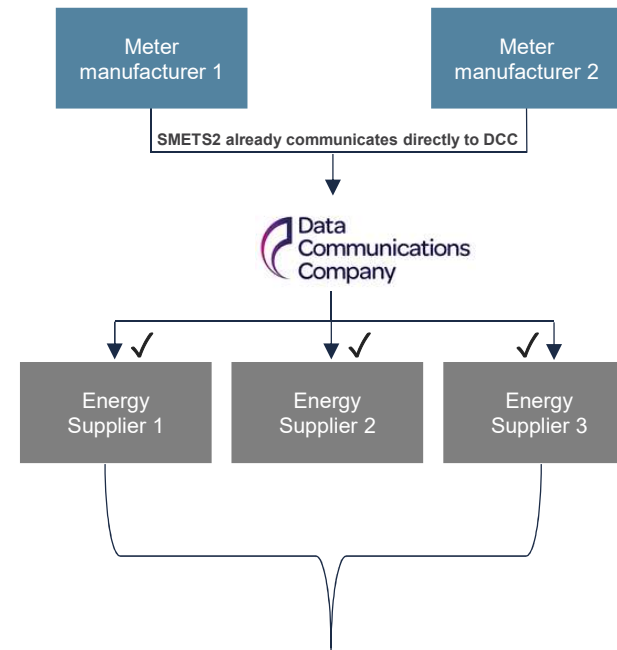 Meter
manufacturer 1
Meter
manufacturer 2
SMETS2 already communicates directly to DCC
Data
Communications
Company
Energy
Supplier 1
Energy
Supplier 2
Energy
Supplier 3